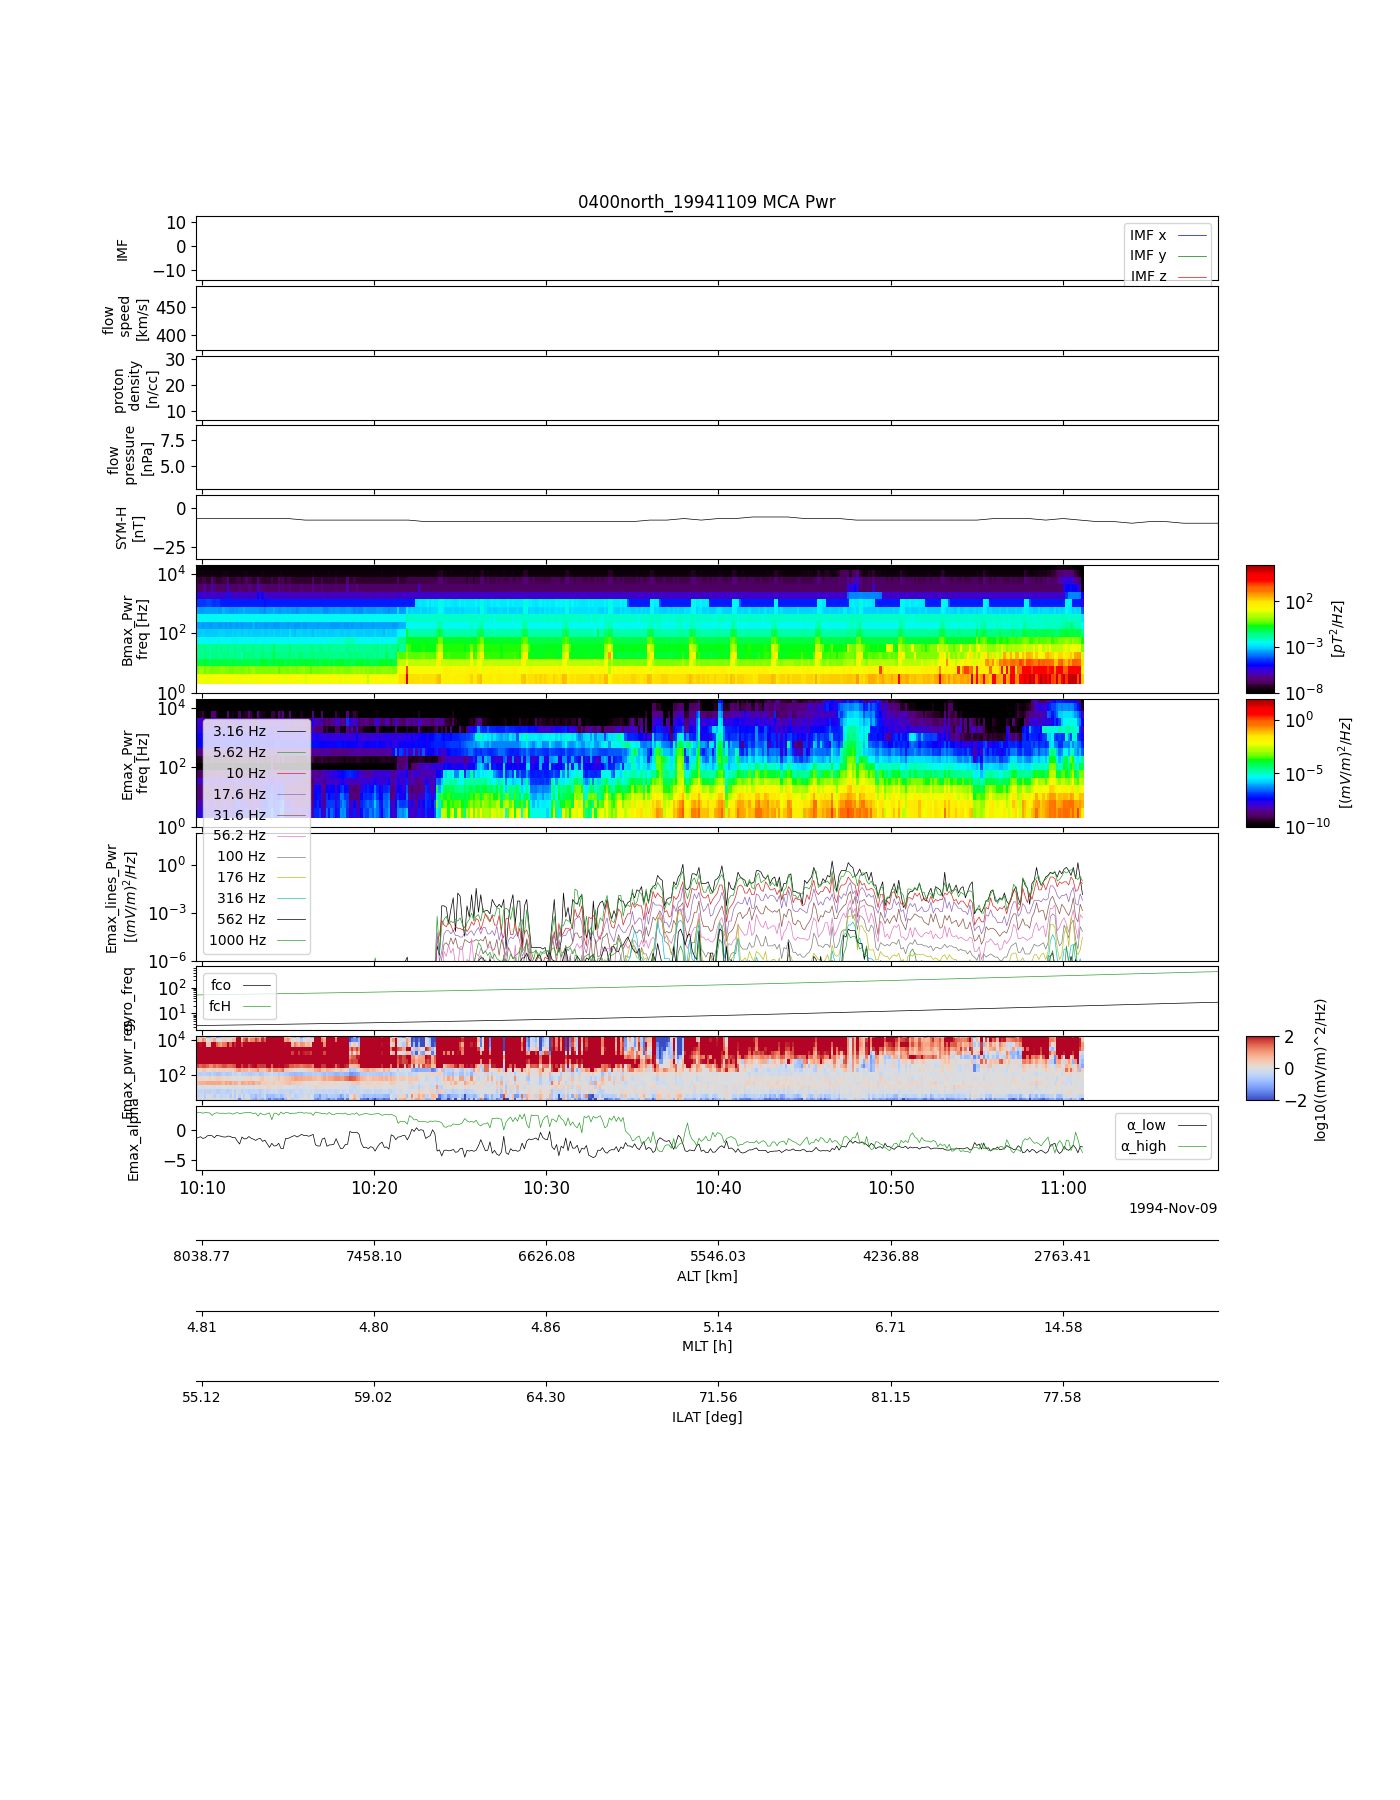 0400north_19941109 MCA Pwr
10
0
−10
IMF
IMF x
IMF y
IMF z
450
400
flow
speed
[km/s]
30
20
10
proton
density
[n/cc]
7.5
5.0
flow
pressure
[nPa]
0
−25
SYM-H
[nT]
10^4
10^2
10^0
Bmax_Pwr
freq [Hz]
10^2
10^−3
10^−8
[pT^2/Hz]
10^4
10^2
10^0
Emax_Pwr
freq [Hz]
10^0
10^−5
10^−10
[(mV/m)^2/Hz]
3.16 Hz
5.62 Hz
10 Hz
17.6 Hz
31.6 Hz
56.2 Hz
100 Hz
176 Hz
316 Hz
562 Hz
1000 Hz
10^0
10^−3
10^−6
Emax_lines_Pwr
[(mV/m)^2/Hz]
10^2
10^1
gyro_freq
fco
fcH
10^4
10^2
2
0
−2
log10((mV/m)^2/Hz)
0
−5
Emax_alpha
α_low
α_high
10:10 10:20 10:30 10:40 10:50 11:00
1994-Nov-09
8038.77 7458.10 6626.08 5546.03 4236.88 2763.41
ALT [km]
4.81 4.80 4.86 5.14 6.71 14.58
MLT [h]
55.12 59.02 64.30 71.56 81.15 77.58
ILAT [deg]